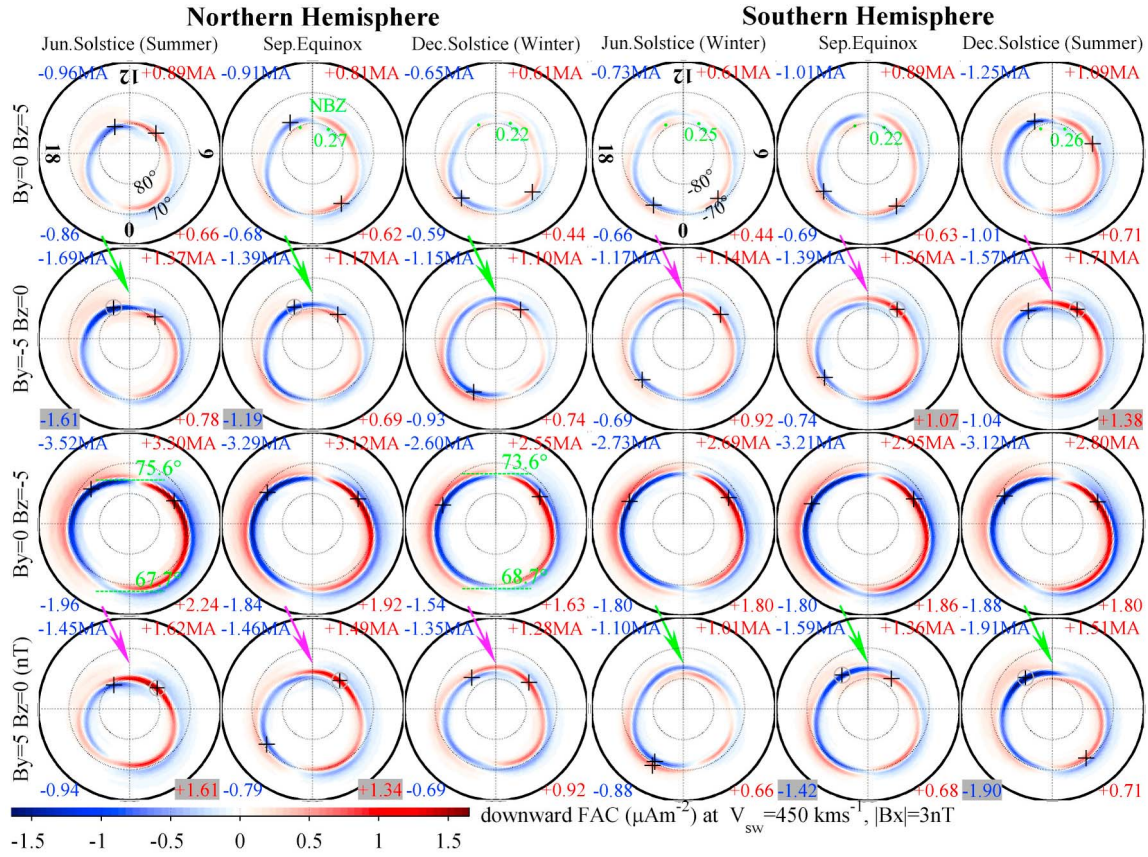 Northern Hemisphere Southern Hemisphere
Jun.Solstice (Summer) Sep.Equinox Dec.Solstice (Winter) Jun.Solstice (Winter) Sep.Equinox Dec.Solstice (Summer)
-0.96MA +0.89MA -0.91MA +0.81MA -0.65MA +0.61MA -0.73MA +0.61MA -1.01MA +0.89MA -1.25MA +1.09MA
By=0 Bz=5
12 12
NBZ
0.27 0.22 0.25 0.22 0.26
18 9 18 9
80° -80°
70° -70°
0 0
-0.86 +0.66 -0.68 +0.62 -0.59 +0.44 -0.66 +0.44 -0.69 +0.63 -1.01 +0.71
-1.69MA +1.37MA -1.39MA +1.17MA -1.15MA +1.10MA -1.17MA +1.14MA -1.39MA +1.36MA -1.57MA +1.71MA
By=-5 Bz=0
-1.61 +0.78 -1.19 +0.69 -0.93 +0.74 -0.69 +0.92 -0.74 +1.07 -1.04 +1.38
-3.52MA +3.30MA -3.29MA +3.12MA -2.60MA +2.55MA -2.73MA +2.69MA -3.21MA +2.95MA -3.12MA +2.80MA
By=0 Bz=-5
75.6° 73.6°
67.7° 68.7°
-1.96 +2.24 -1.84 +1.92 -1.54 +1.63 -1.80 +1.80 -1.80 +1.86 -1.88 +1.80
-1.45MA +1.62MA -1.46MA +1.49MA -1.35MA +1.28MA -1.10MA +1.01MA -1.59MA +1.36MA -1.91MA +1.51MA
By=5 Bz=0 (nT)
-0.94 +1.61 -0.79 +1.34 -0.69 +0.92 -0.88 +0.66 -1.42 +0.68 -1.90 +0.71
downward FAC (μAm⁻²) at Vsw=450 kms⁻¹, |Bx|=3nT
-1.5 -1 -0.5 0 0.5 1 1.5